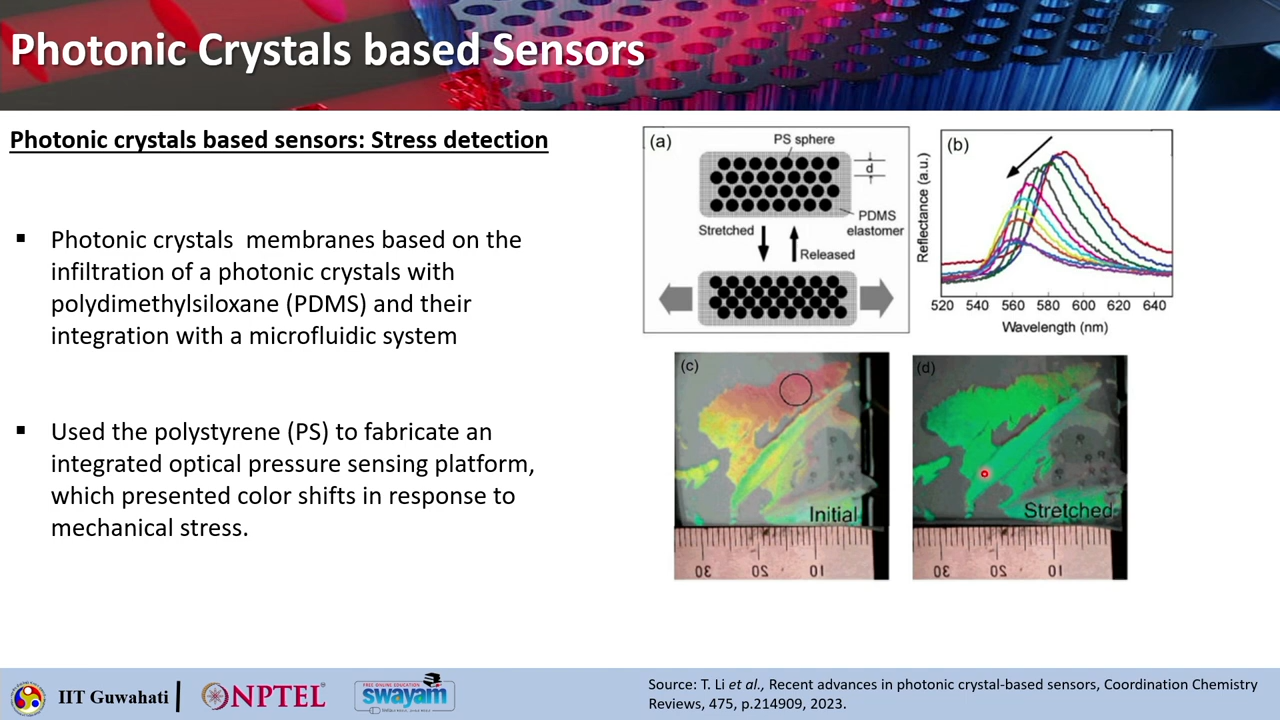 Photonic Crystals based Sensors
Photonic crystals based sensors: Stress detection
▪ Photonic crystals membranes based on the
infiltration of a photonic crystals with
polydimethylsiloxane (PDMS) and their
integration with a microfluidic system
▪ Used the polystyrene (PS) to fabricate an
integrated optical pressure sensing platform,
which presented color shifts in response to
mechanical stress.
(a)
PS sphere
d
PDMS
elastomer
Stretched
Released
(b)
Reflectance (a.u.)
520 540 560 580 600 620 640
Wavelength (nm)
(c)
Initial
30 20 10
(d)
Stretched
30 20 10
IIT Guwahati
NPTEL
FREE ONLINE EDUCATION
swayam
Source: T. Li et al., Recent advances in photonic crystal-based sensors, Coordination Chemistry
Reviews, 475, p.214909, 2023.